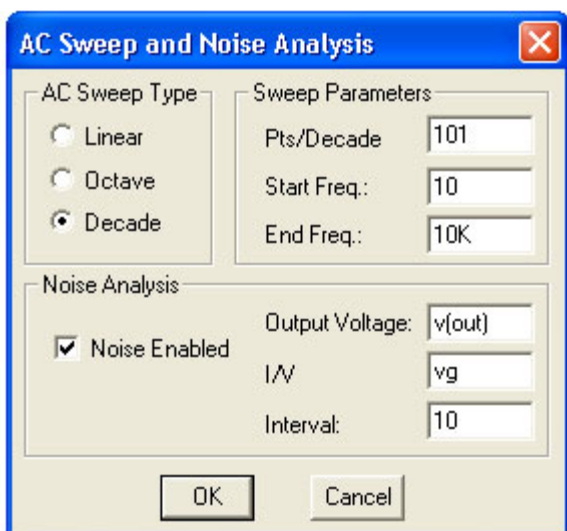 AC Sweep and Noise Analysis
AC Sweep Type
Linear
Octave
Decade
Sweep Parameters
Pts/Decade 101
Start Freq.: 10
End Freq.: 10K
Noise Analysis
Noise Enabled
Output Voltage: v(out)
I/V vg
Interval: 10
OK Cancel